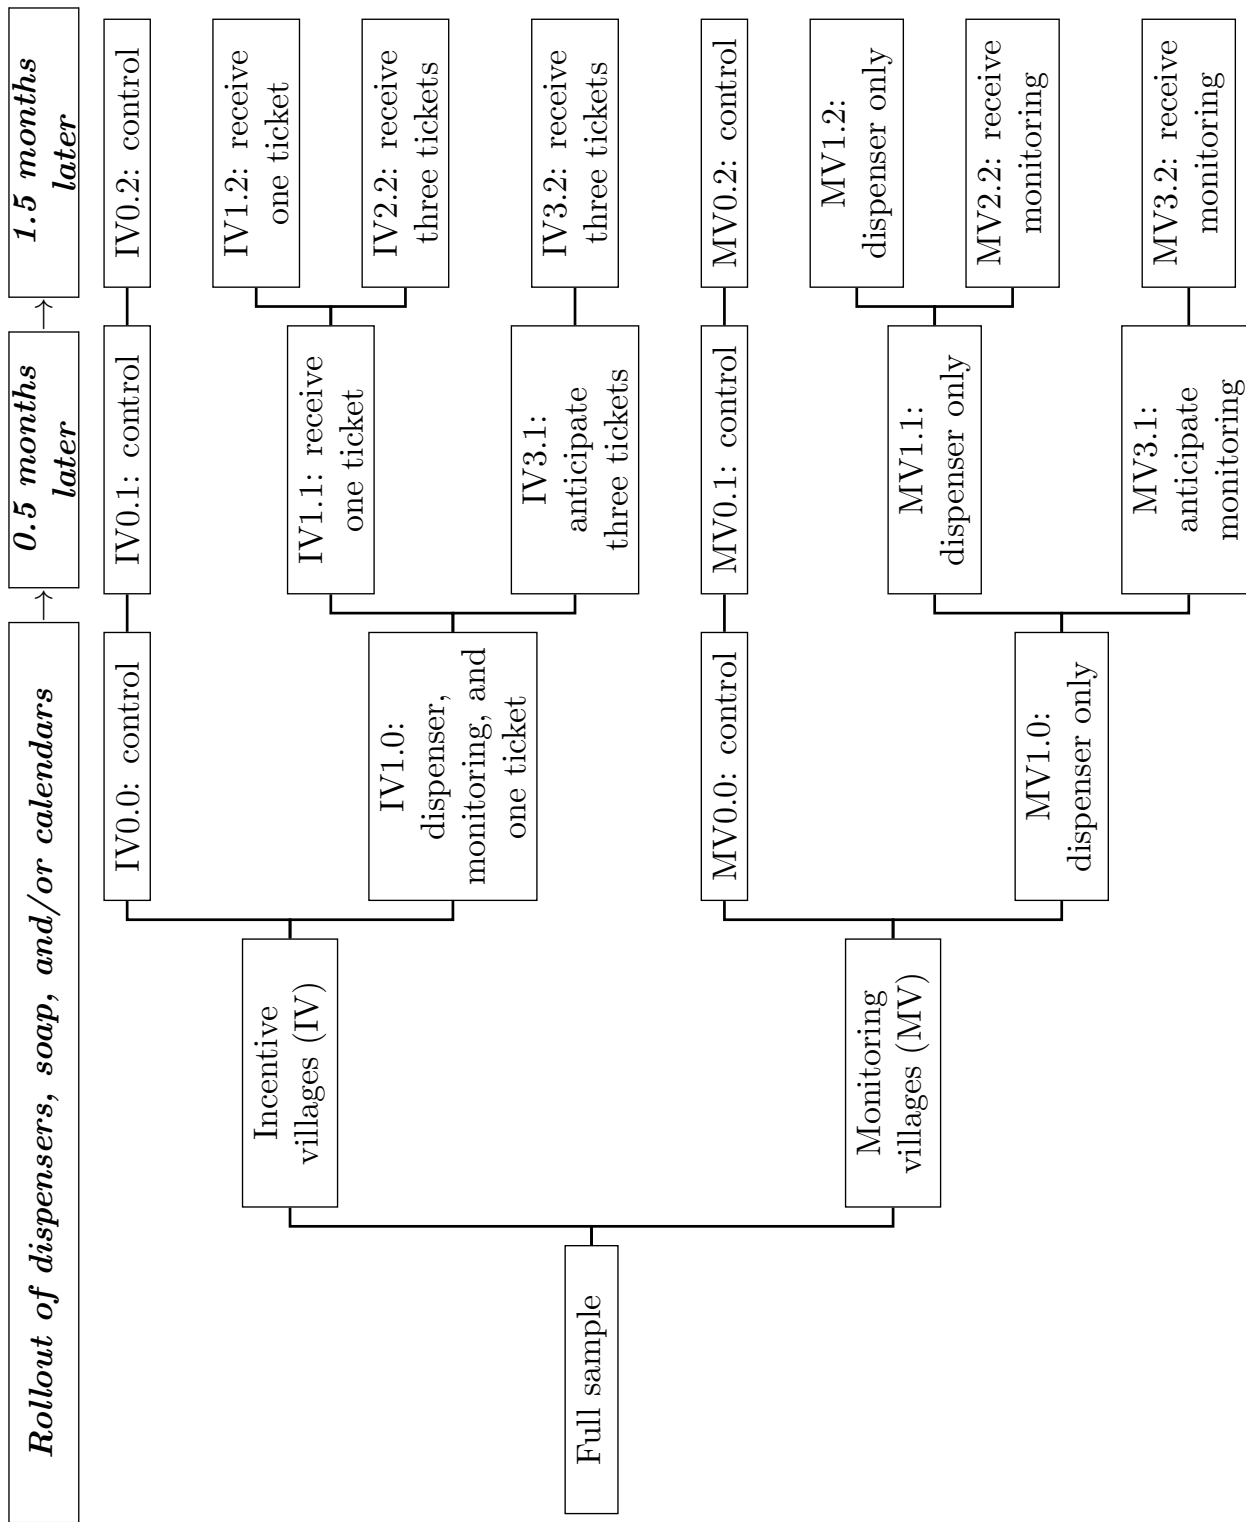 Rollout of dispensers, soap, and/or calendars
→
0.5 months
later
→
1.5 months
later
Full sample
Incentive
villages (IV)
Monitoring
villages (MV)
IV0.0: control
IV1.0:
dispenser,
monitoring, and
one ticket
MV0.0: control
MV1.0:
dispenser only
IV0.1: control
IV1.1: receive
one ticket
IV3.1:
anticipate
three tickets
MV0.1: control
MV1.1:
dispenser only
MV3.1:
anticipate
monitoring
IV0.2: control
IV1.2: receive
one ticket
IV2.2: receive
three tickets
IV3.2: receive
three tickets
MV0.2: control
MV1.2:
dispenser only
MV2.2: receive
monitoring
MV3.2: receive
monitoring